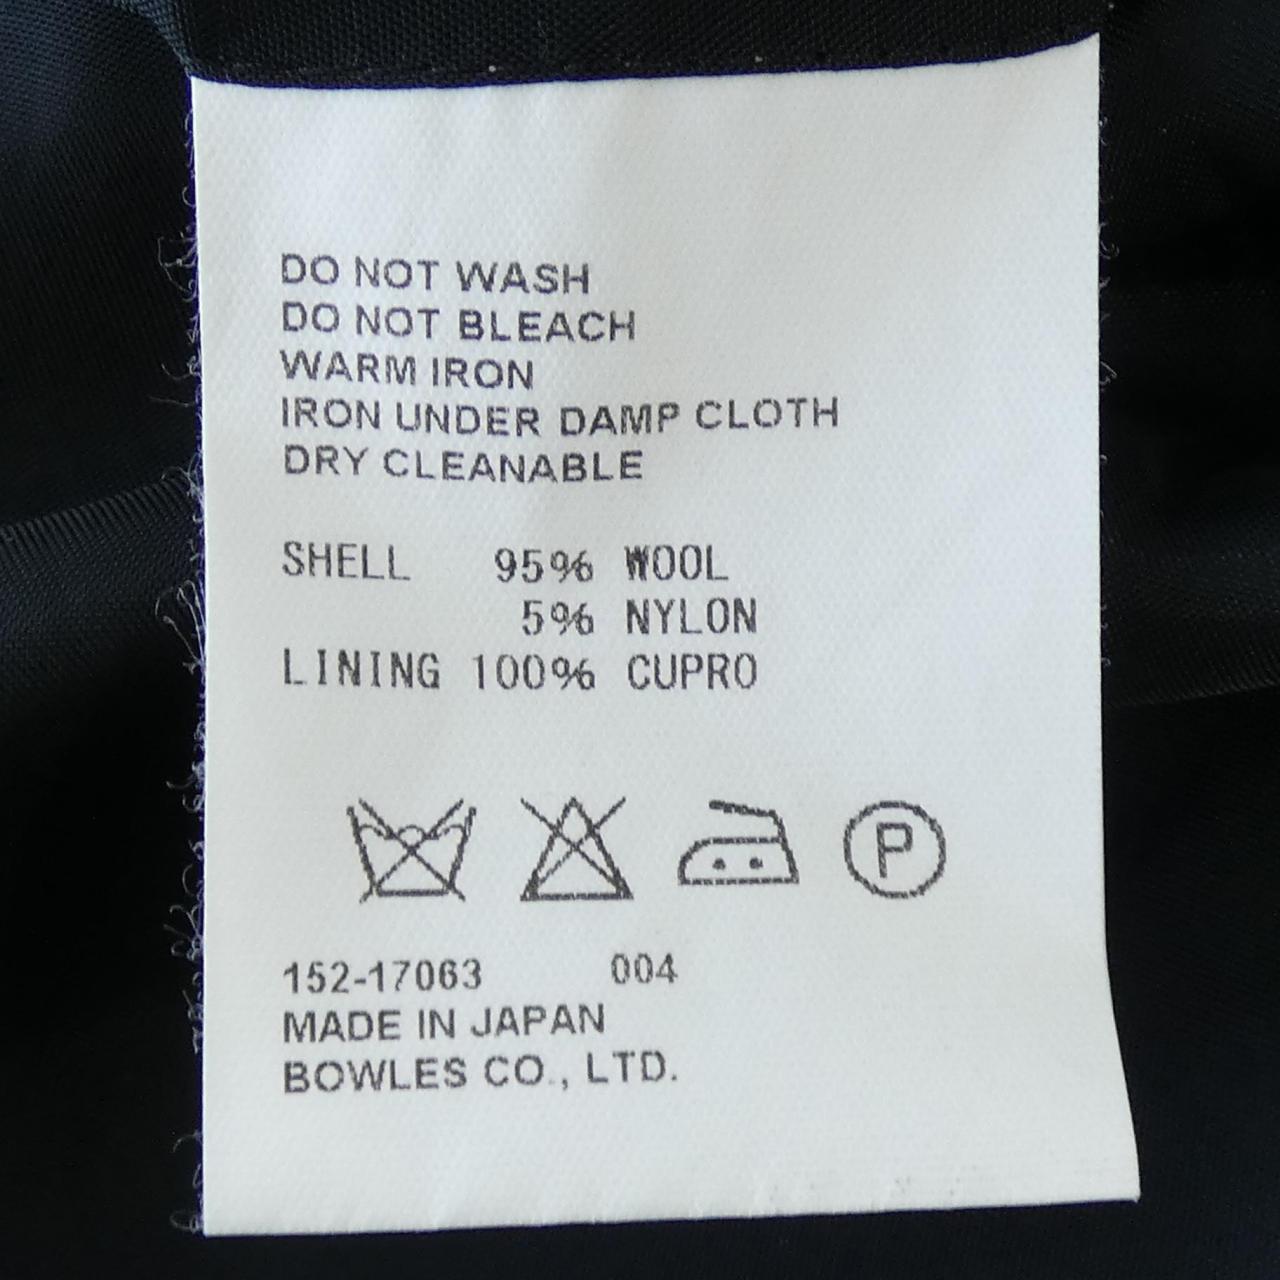 DO NOT WASH
DO NOT BLEACH
WARM IRON
IRON UNDER DAMP CLOTH
DRY CLEANABLE
SHELL 95% WOOL
5% NYLON
LINING 100% CUPRO
P
152-17063 004
MADE IN JAPAN
BOWLES CO., LTD.